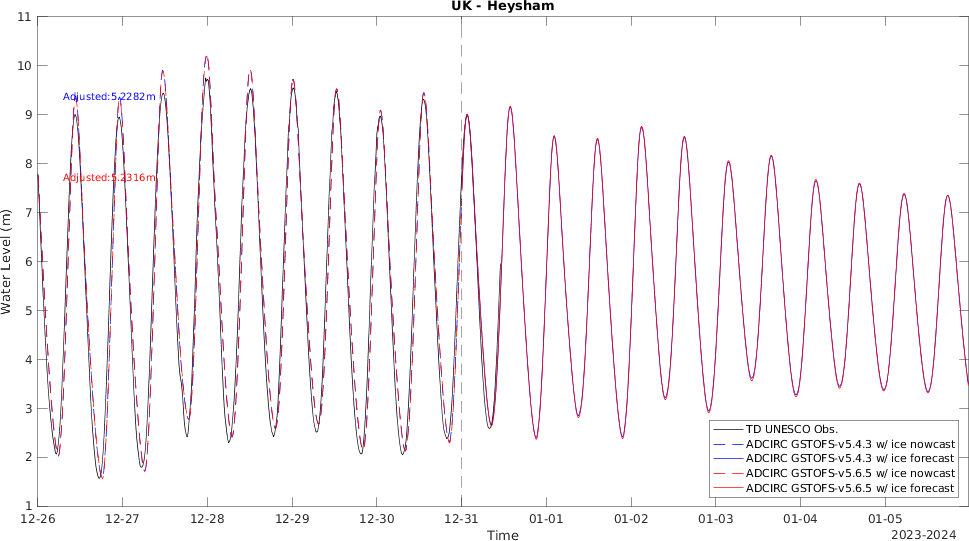 UK - Heysham
11
10
9
8
7
6
5
4
3
2
1
Water Level (m)
Adjusted:5.2282m
Adjusted:5.2316m
TD UNESCO Obs.
ADCIRC GSTOFS-v5.4.3 w/ ice nowcast
ADCIRC GSTOFS-v5.4.3 w/ ice forecast
ADCIRC GSTOFS-v5.6.5 w/ ice nowcast
ADCIRC GSTOFS-v5.6.5 w/ ice forecast
12-26 12-27 12-28 12-29 12-30 12-31 01-01 01-02 01-03 01-04 01-05
Time
2023-2024